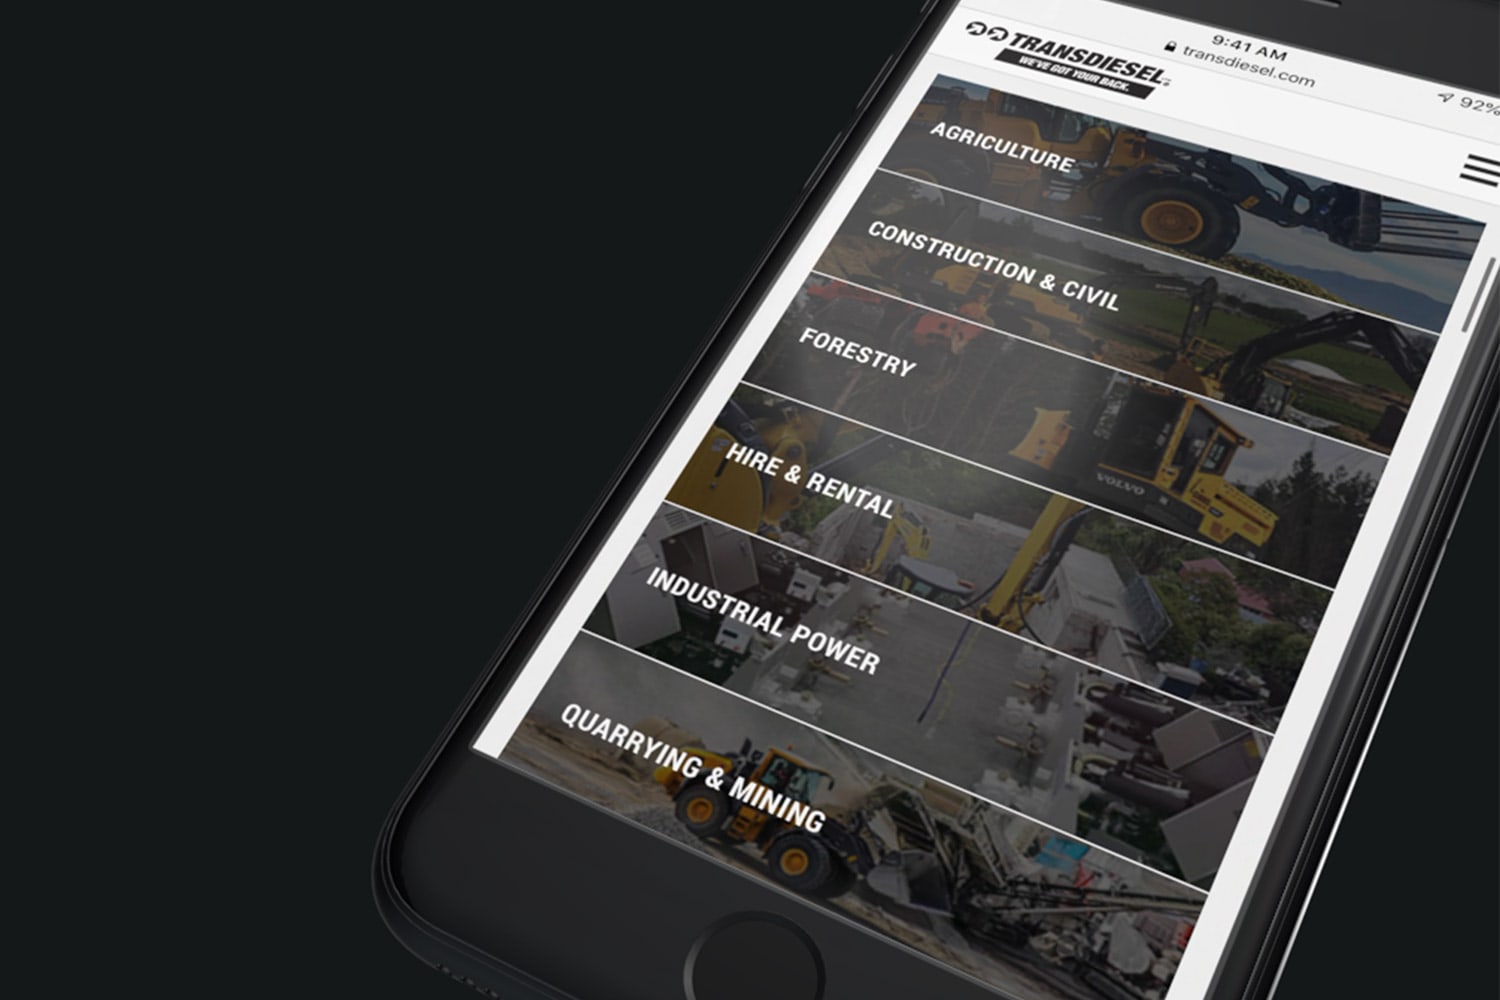 9:41 AM
transdiesel.com
92%
TRANSDIESEL
WE'VE GOT YOUR BACK.
AGRICULTURE
CONSTRUCTION & CIVIL
FORESTRY
VOLVO
HIRE & RENTAL
INDUSTRIAL POWER
QUARRYING & MINING